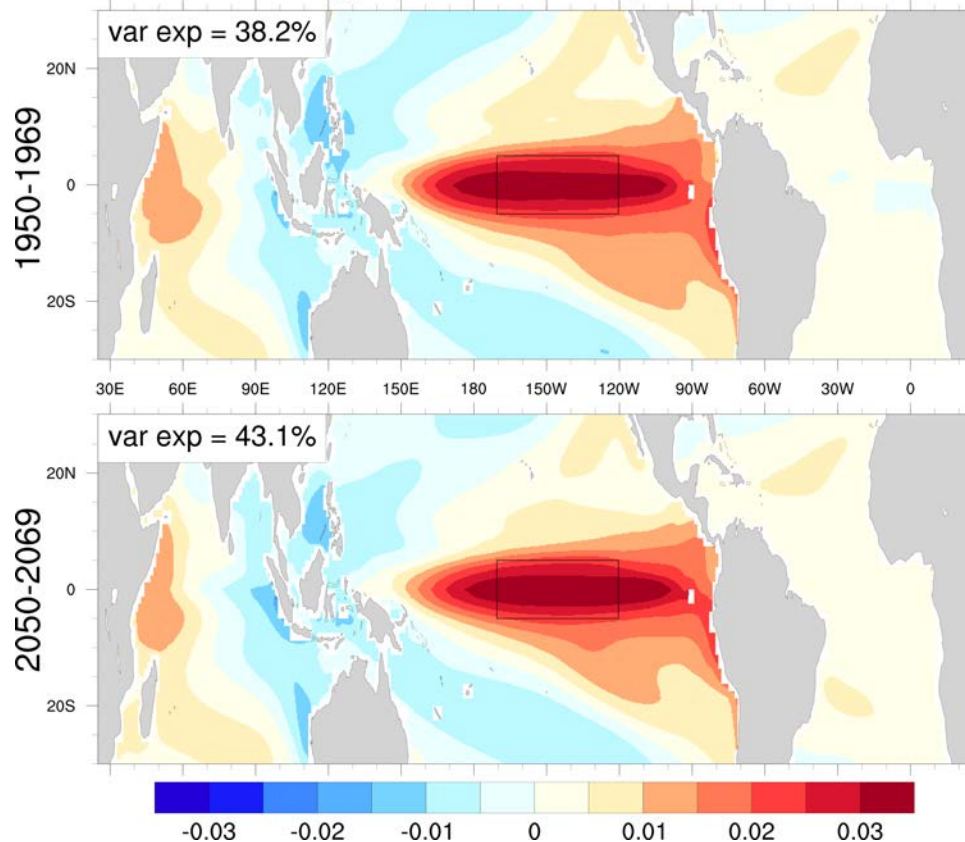 var exp = 38.2%
20N
0
20S
1950-1969
30E 60E 90E 120E 150E 180 150W 120W 90W 60W 30W 0
var exp = 43.1%
20N
0
20S
2050-2069
-0.03 -0.02 -0.01 0 0.01 0.02 0.03